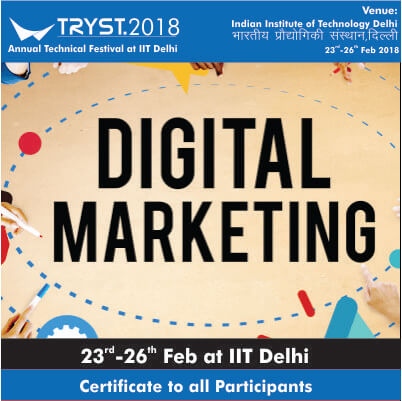 TRYST.2018
Annual Technical Festival at IIT Delhi
Venue:
Indian Institute of Technology Delhi
भारतीय प्रौद्योगिकी संस्थान,दिल्ली
23rd-26th Feb 2018
DIGITAL
MARKETING
23rd-26th Feb at IIT Delhi
Certificate to all Participants